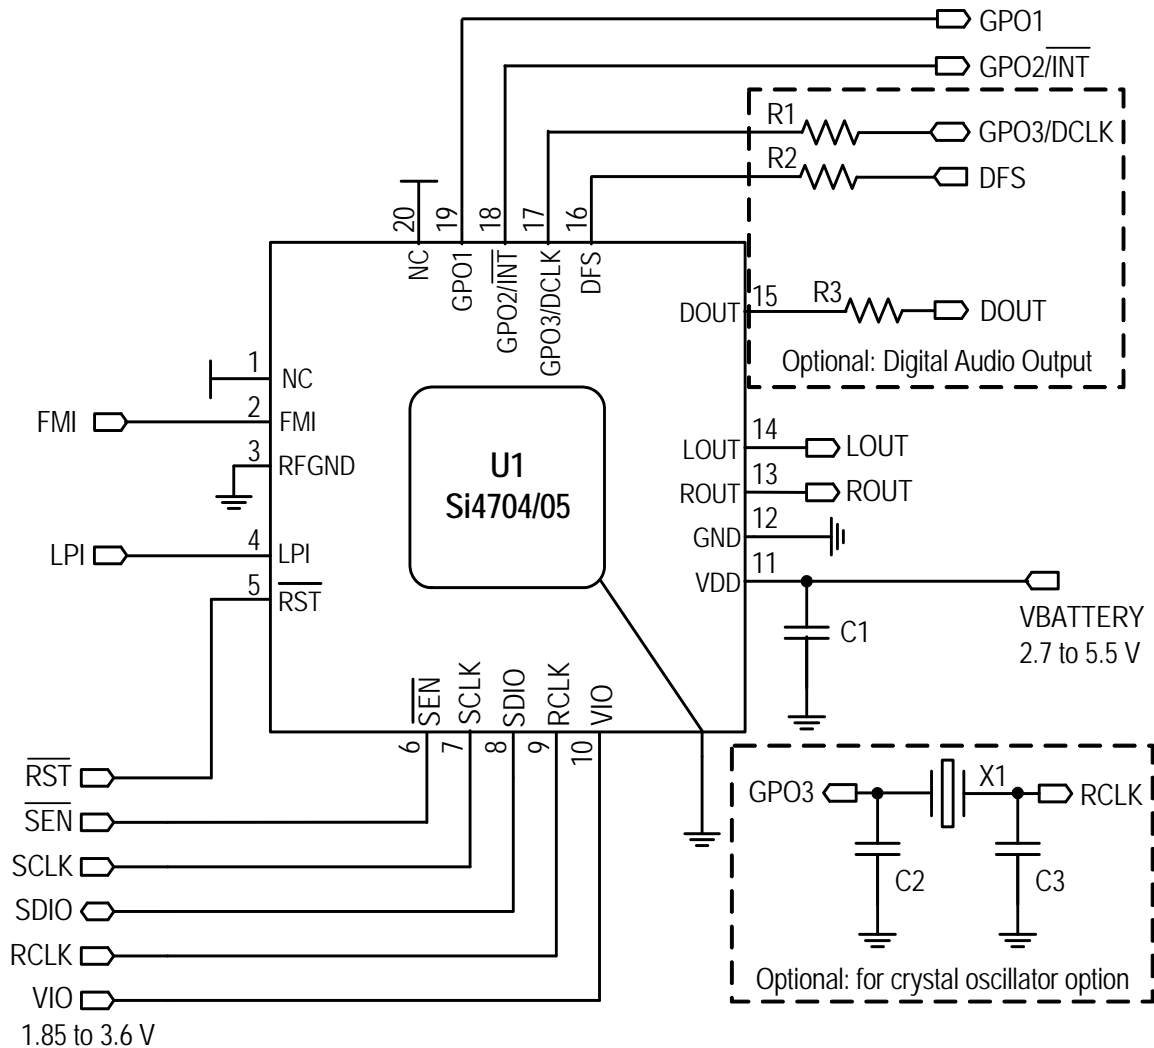 GPO1
GPO2/INT
R1
GPO3/DCLK
R2
DFS
20
19
18
17
16
NC
GPO1
GPO2/INT
GPO3/DCLK
DFS
DOUT
15
R3
DOUT
Optional: Digital Audio Output
1
NC
FMI
2
FMI
3
RFGND
U1
Si4704/05
LOUT
14
LOUT
ROUT
13
ROUT
GND
12
LPI
4
LPI
VDD
11
5
RST
VBATTERY
2.7 to 5.5 V
C1
SEN
SCLK
SDIO
RCLK
VIO
6
7
8
9
10
RST
SEN
SCLK
SDIO
RCLK
VIO
1.85 to 3.6 V
GPO3
X1
RCLK
C2
C3
Optional: for crystal oscillator option